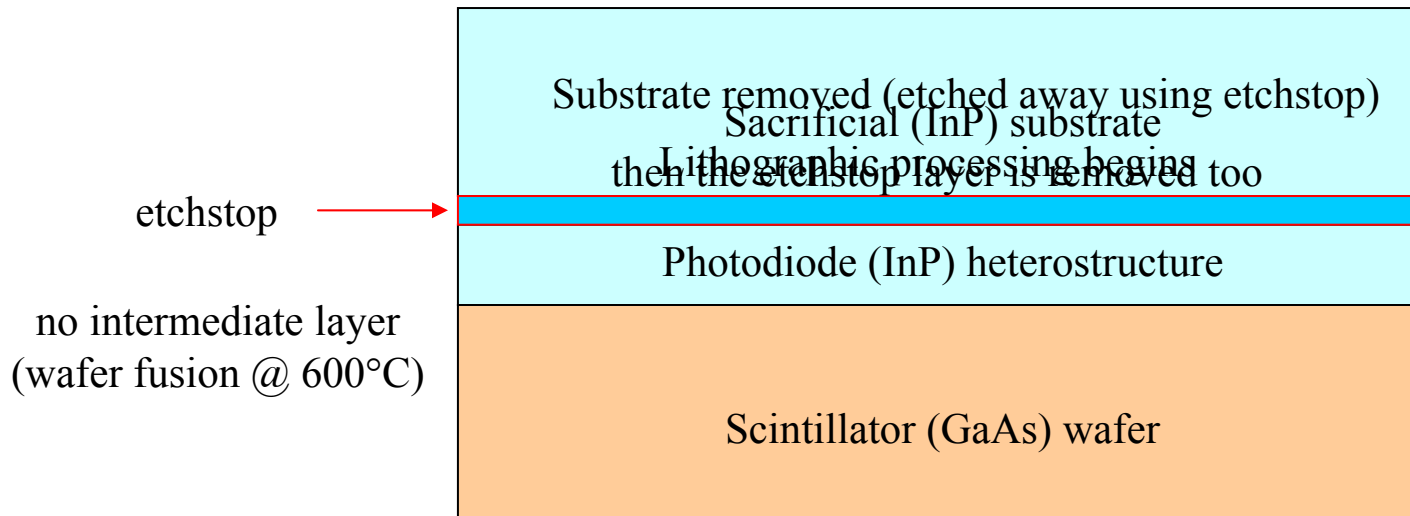 Substrate removed (etched away using etchstop)
Sacrificial (InP) substrate
Lithographic processing begins
then the etchstop layer is removed too
etchstop
Photodiode (InP) heterostructure
no intermediate layer
(wafer fusion @ 600°C)
Scintillator (GaAs) wafer